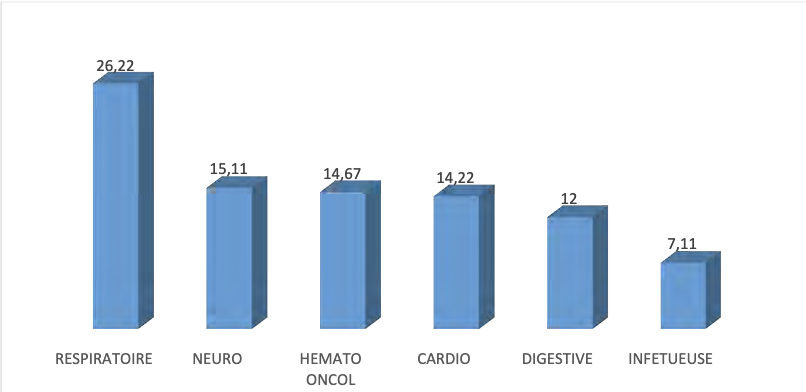 26,22
15,11
14,67
14,22
12
7,11
RESPIRATOIRE
NEURO
HEMATO
ONCOL
CARDIO
DIGESTIVE
INFETUEUSE